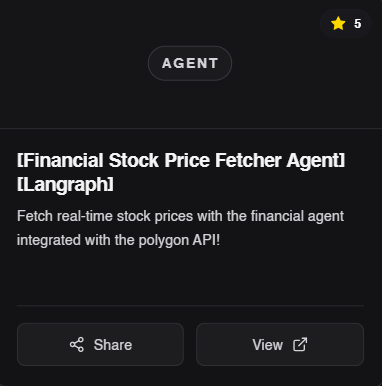 5
AGENT
[Financial Stock Price Fetcher Agent]
[Langraph]
Fetch real-time stock prices with the financial agent
integrated with the polygon API!
Share
View